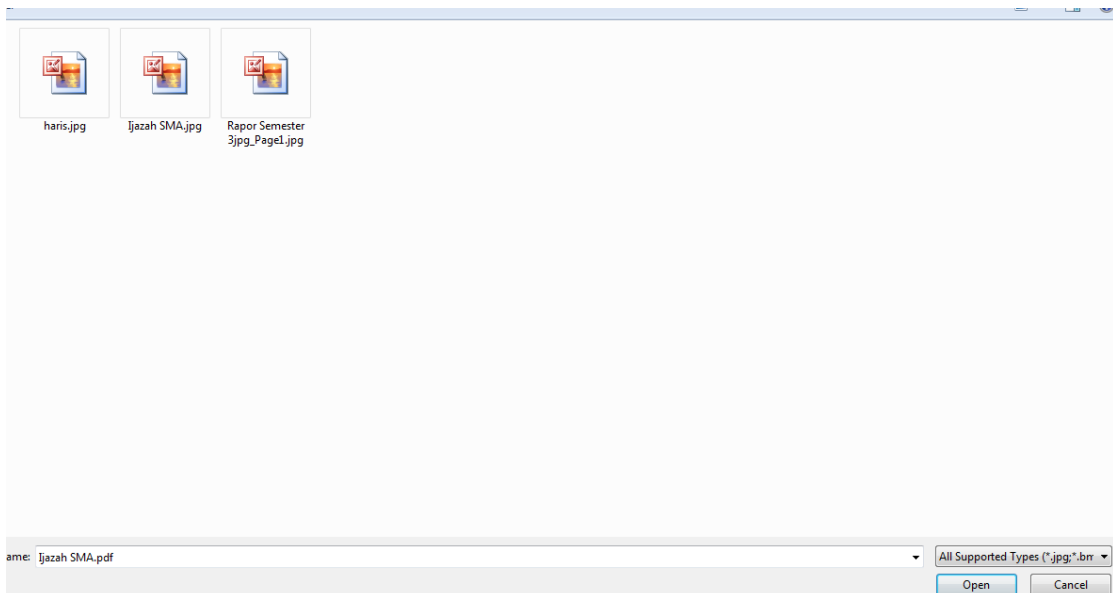 haris.jpg
Ijazah SMA.jpg
Rapor Semester
3jpg_Page1.jpg
ame: Ijazah SMA.pdf
All Supported Types (*.jpg;*.bm
Open
Cancel